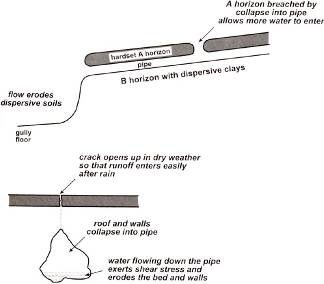 A horizon breached by
collapse into pipe
allows more water to enter
hardset A horizon
pipe
B horizon with dispersive clays
flow erodes
dispersive soils
gully
floor
crack opens up in dry weather
so that runoff enters easily
after rain
roof and walls
collapse into pipe
water flowing down the pipe
exerts shear stress and
erodes the bed and walls